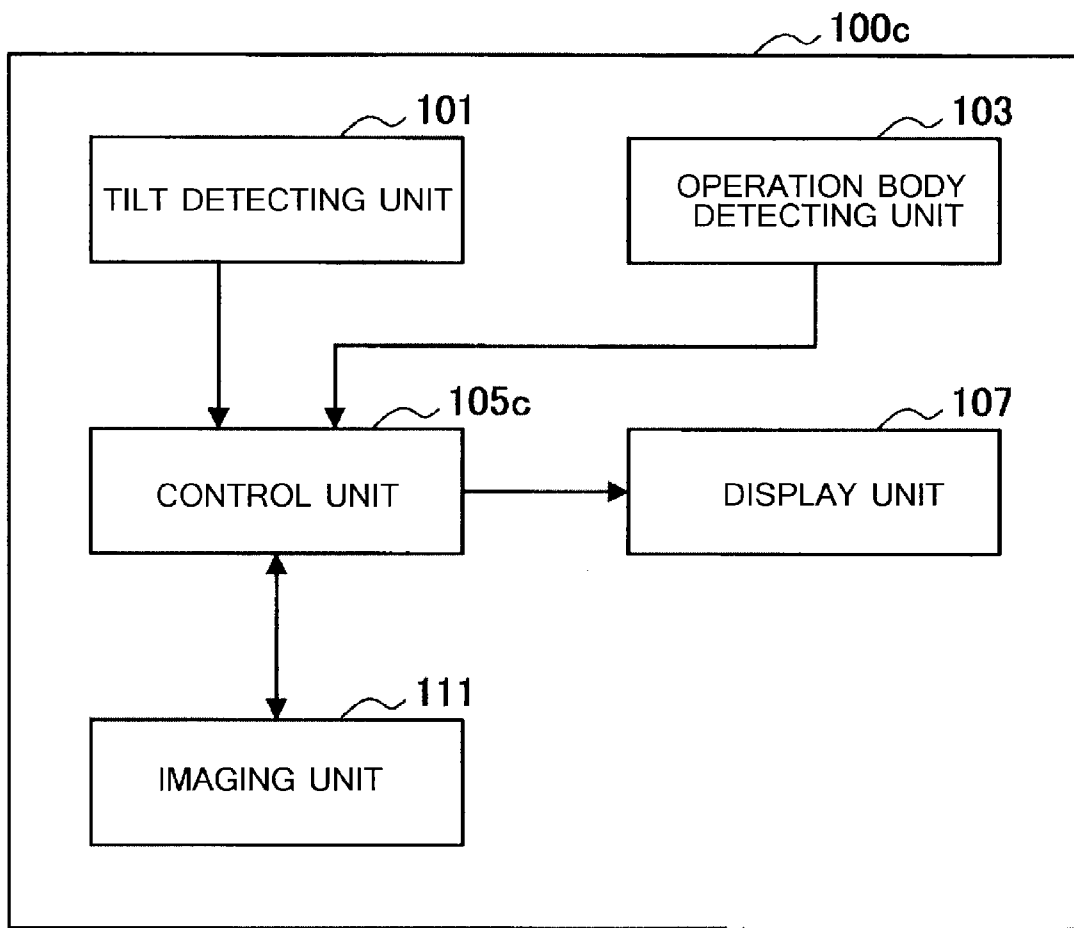 100c
101
TILT DETECTING UNIT
103
OPERATION BODY
DETECTING UNIT
105c
CONTROL UNIT
107
DISPLAY UNIT
111
IMAGING UNIT